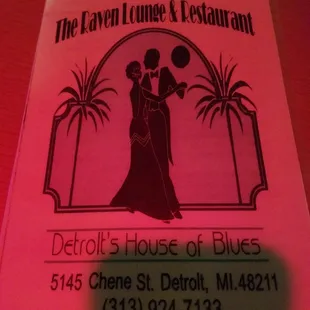 The Raven Lounge & Restaurant
Detroit's House of Blues
5145 Chene St. Detroit, MI. 48211
(313) 924-7133